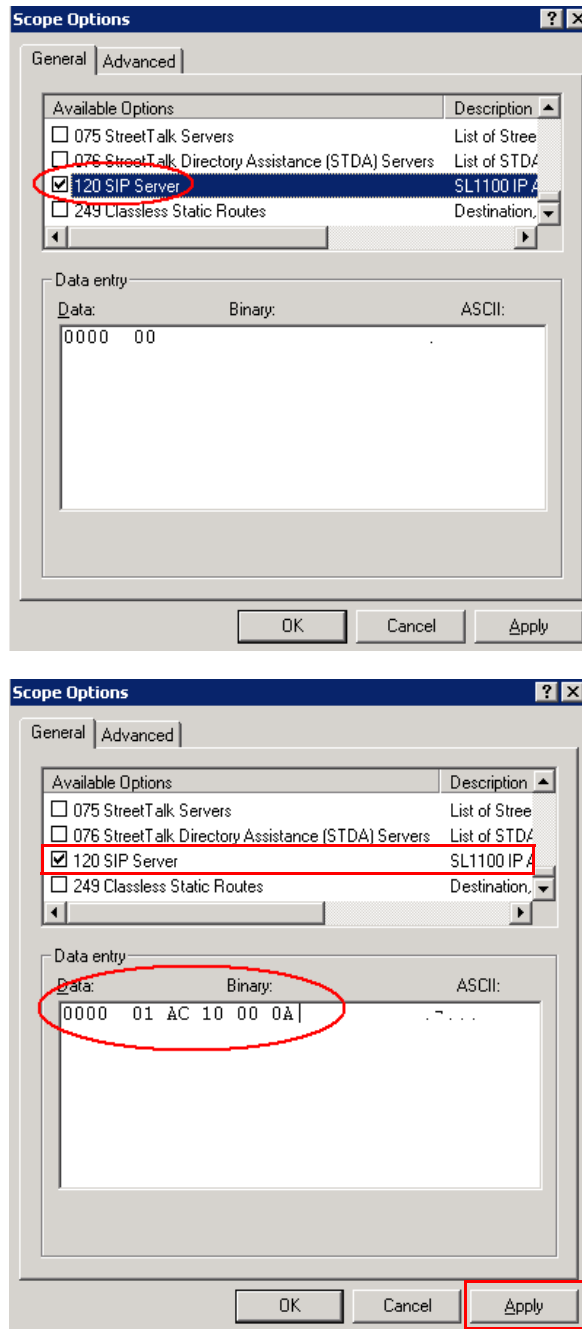 Scope Options
General Advanced
Available Options Description
075 StreetTalk Servers List of Stree
076 StreetTalk Directory Assistance (STDA) Servers List of STDA
120 SIP Server SL1100 IP A
249 Classless Static Routes Destination,
Data entry
Data: Binary: ASCII:
0000 00 .
OK Cancel Apply
Scope Options
General Advanced
Available Options Description
075 StreetTalk Servers List of Stree
076 StreetTalk Directory Assistance (STDA) Servers List of STDA
120 SIP Server SL1100 IP A
249 Classless Static Routes Destination,
Data entry
Data: Binary: ASCII:
0000 01 AC 10 00 0A .¬...
OK Cancel Apply